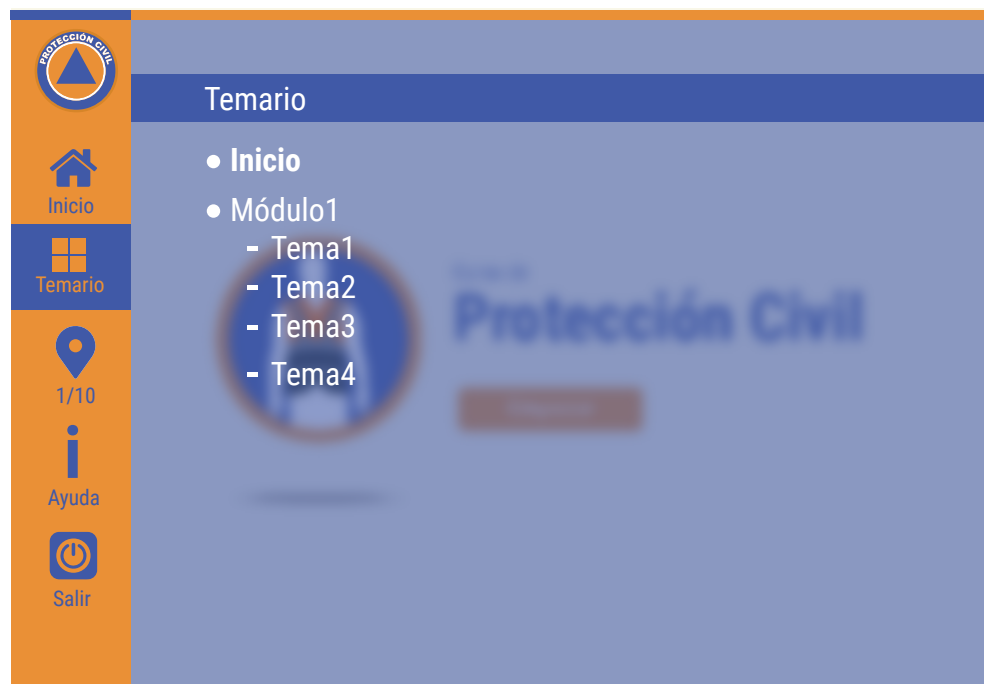 PROTECCIÓN CIVIL
Temario
Inicio
Temario
1/10
Ayuda
Salir
● Inicio
● Módulo1
- Tema1
- Tema2
- Tema3
- Tema4
Protección Civil